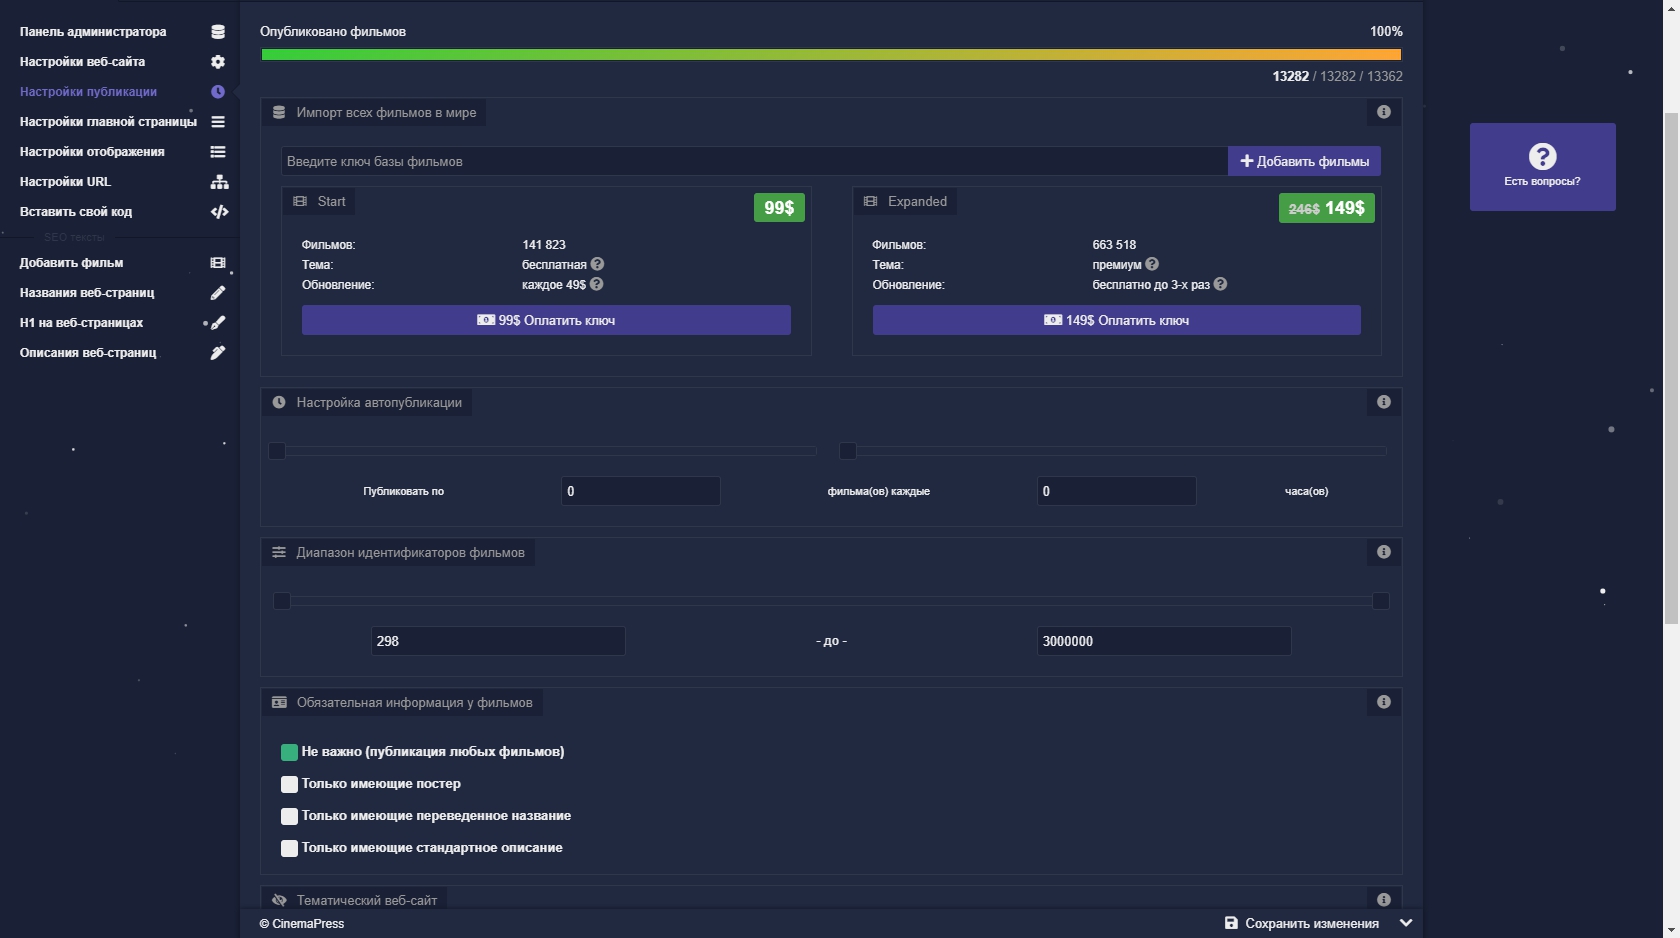 Панель администратора
Настройки веб-сайта
Настройки публикации
Настройки главной страницы
Настройки отображения
Настройки URL
Вставить свой код
SEO тексты
Добавить фильм
Названия веб-страниц
H1 на веб-страницах
Описания веб-страниц
Опубликовано фильмов 100%
13282 / 13282 / 13362
Импорт всех фильмов в мире
Введите ключ базы фильмов Добавить фильмы
Start 99$
Фильмов: 141 823
Тема: бесплатная
Обновление: каждое 49$
99$ Оплатить ключ
Expanded 246$ 149$
Фильмов: 663 518
Тема: премиум
Обновление: бесплатно до 3-х раз
149$ Оплатить ключ
Настройка автопубликации
Публиковать по 0 фильма(ов) каждые 0 часа(ов)
Диапазон идентификаторов фильмов
298 - до - 3000000
Обязательная информация у фильмов
Не важно (публикация любых фильмов)
Только имеющие постер
Только имеющие переведенное название
Только имеющие стандартное описание
Тематический веб-сайт
© CinemaPress Сохранить изменения
Есть вопросы?